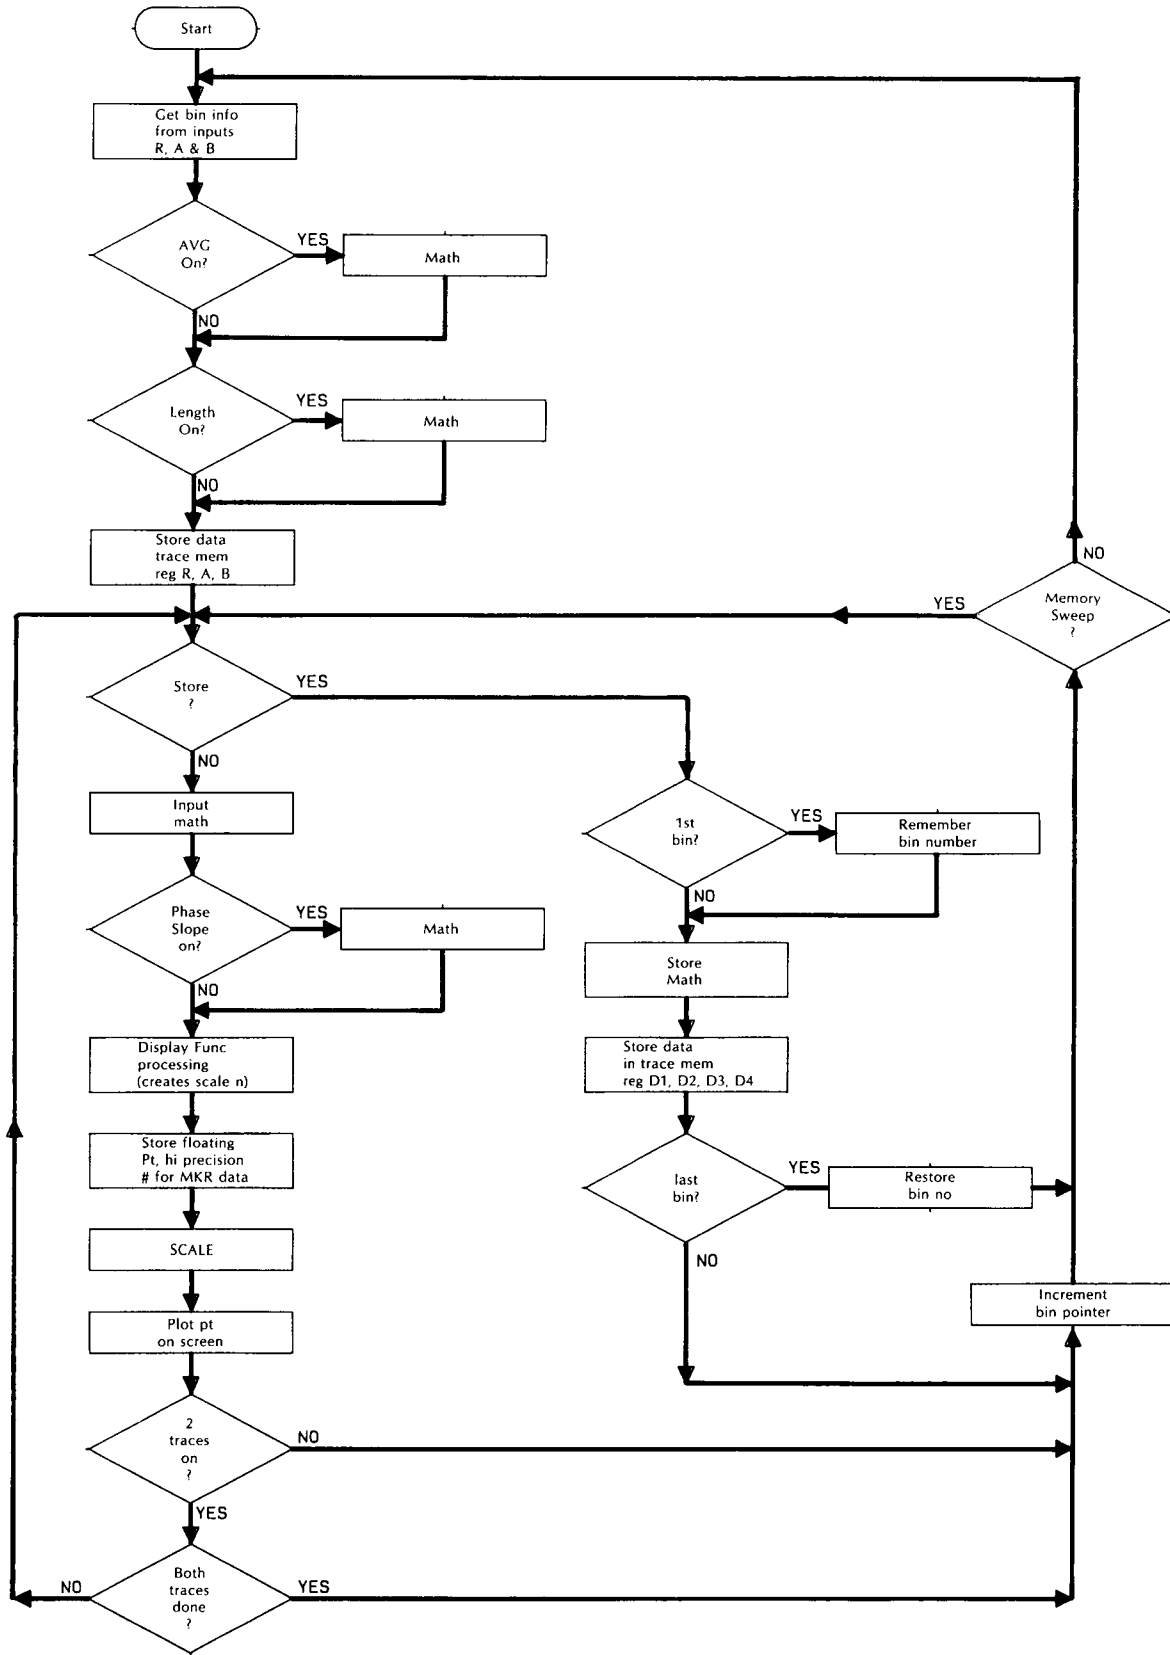 Start
Get bin info
from inputs
R, A & B
AVG
On?
YES
Math
NO
Length
On?
YES
Math
NO
Store data
trace mem
reg R, A, B
NO
Memory
Sweep
?
YES
Store
?
YES
NO
Input
math
1st
bin?
YES
Remember
bin number
NO
Phase
Slope
on?
YES
Math
NO
Store
Math
Display Func
processing
(creates scale n)
Store data
in trace mem
reg D1, D2, D3, D4
Store floating
Pt, hi precision
# for MKR data
last
bin?
YES
Restore
bin no
NO
SCALE
Increment
bin pointer
Plot pt
on screen
2
traces
on
?
NO
YES
Both
traces
done
?
NO
YES